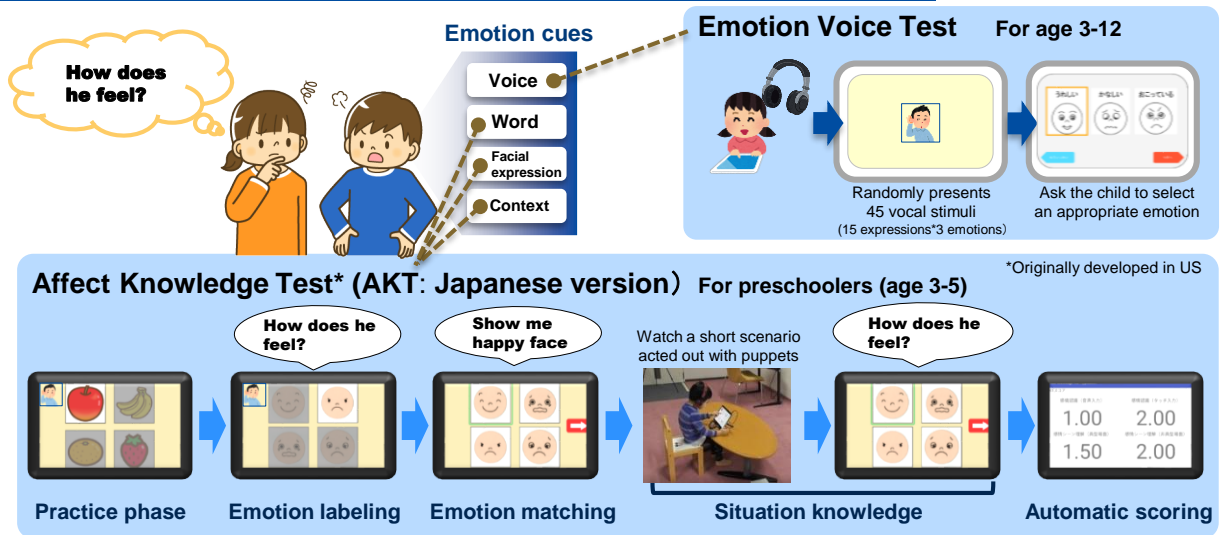 How does
he feel?
Emotion cues
Voice
Word
Facial
expression
Context
Emotion Voice Test For age 3-12
うれしい かなしい おこっている
Randomly presents
45 vocal stimuli
(15 expressions*3 emotions）
Ask the child to select
an appropriate emotion
Affect Knowledge Test* (AKT: Japanese version） For preschoolers (age 3-5)
*Originally developed in US
How does he
feel?
Show me
happy face
Watch a short scenario
acted out with puppets
How does he
feel?
1.00 2.00
1.50 2.00
Practice phase
Emotion labeling
Emotion matching
Situation knowledge
Automatic scoring